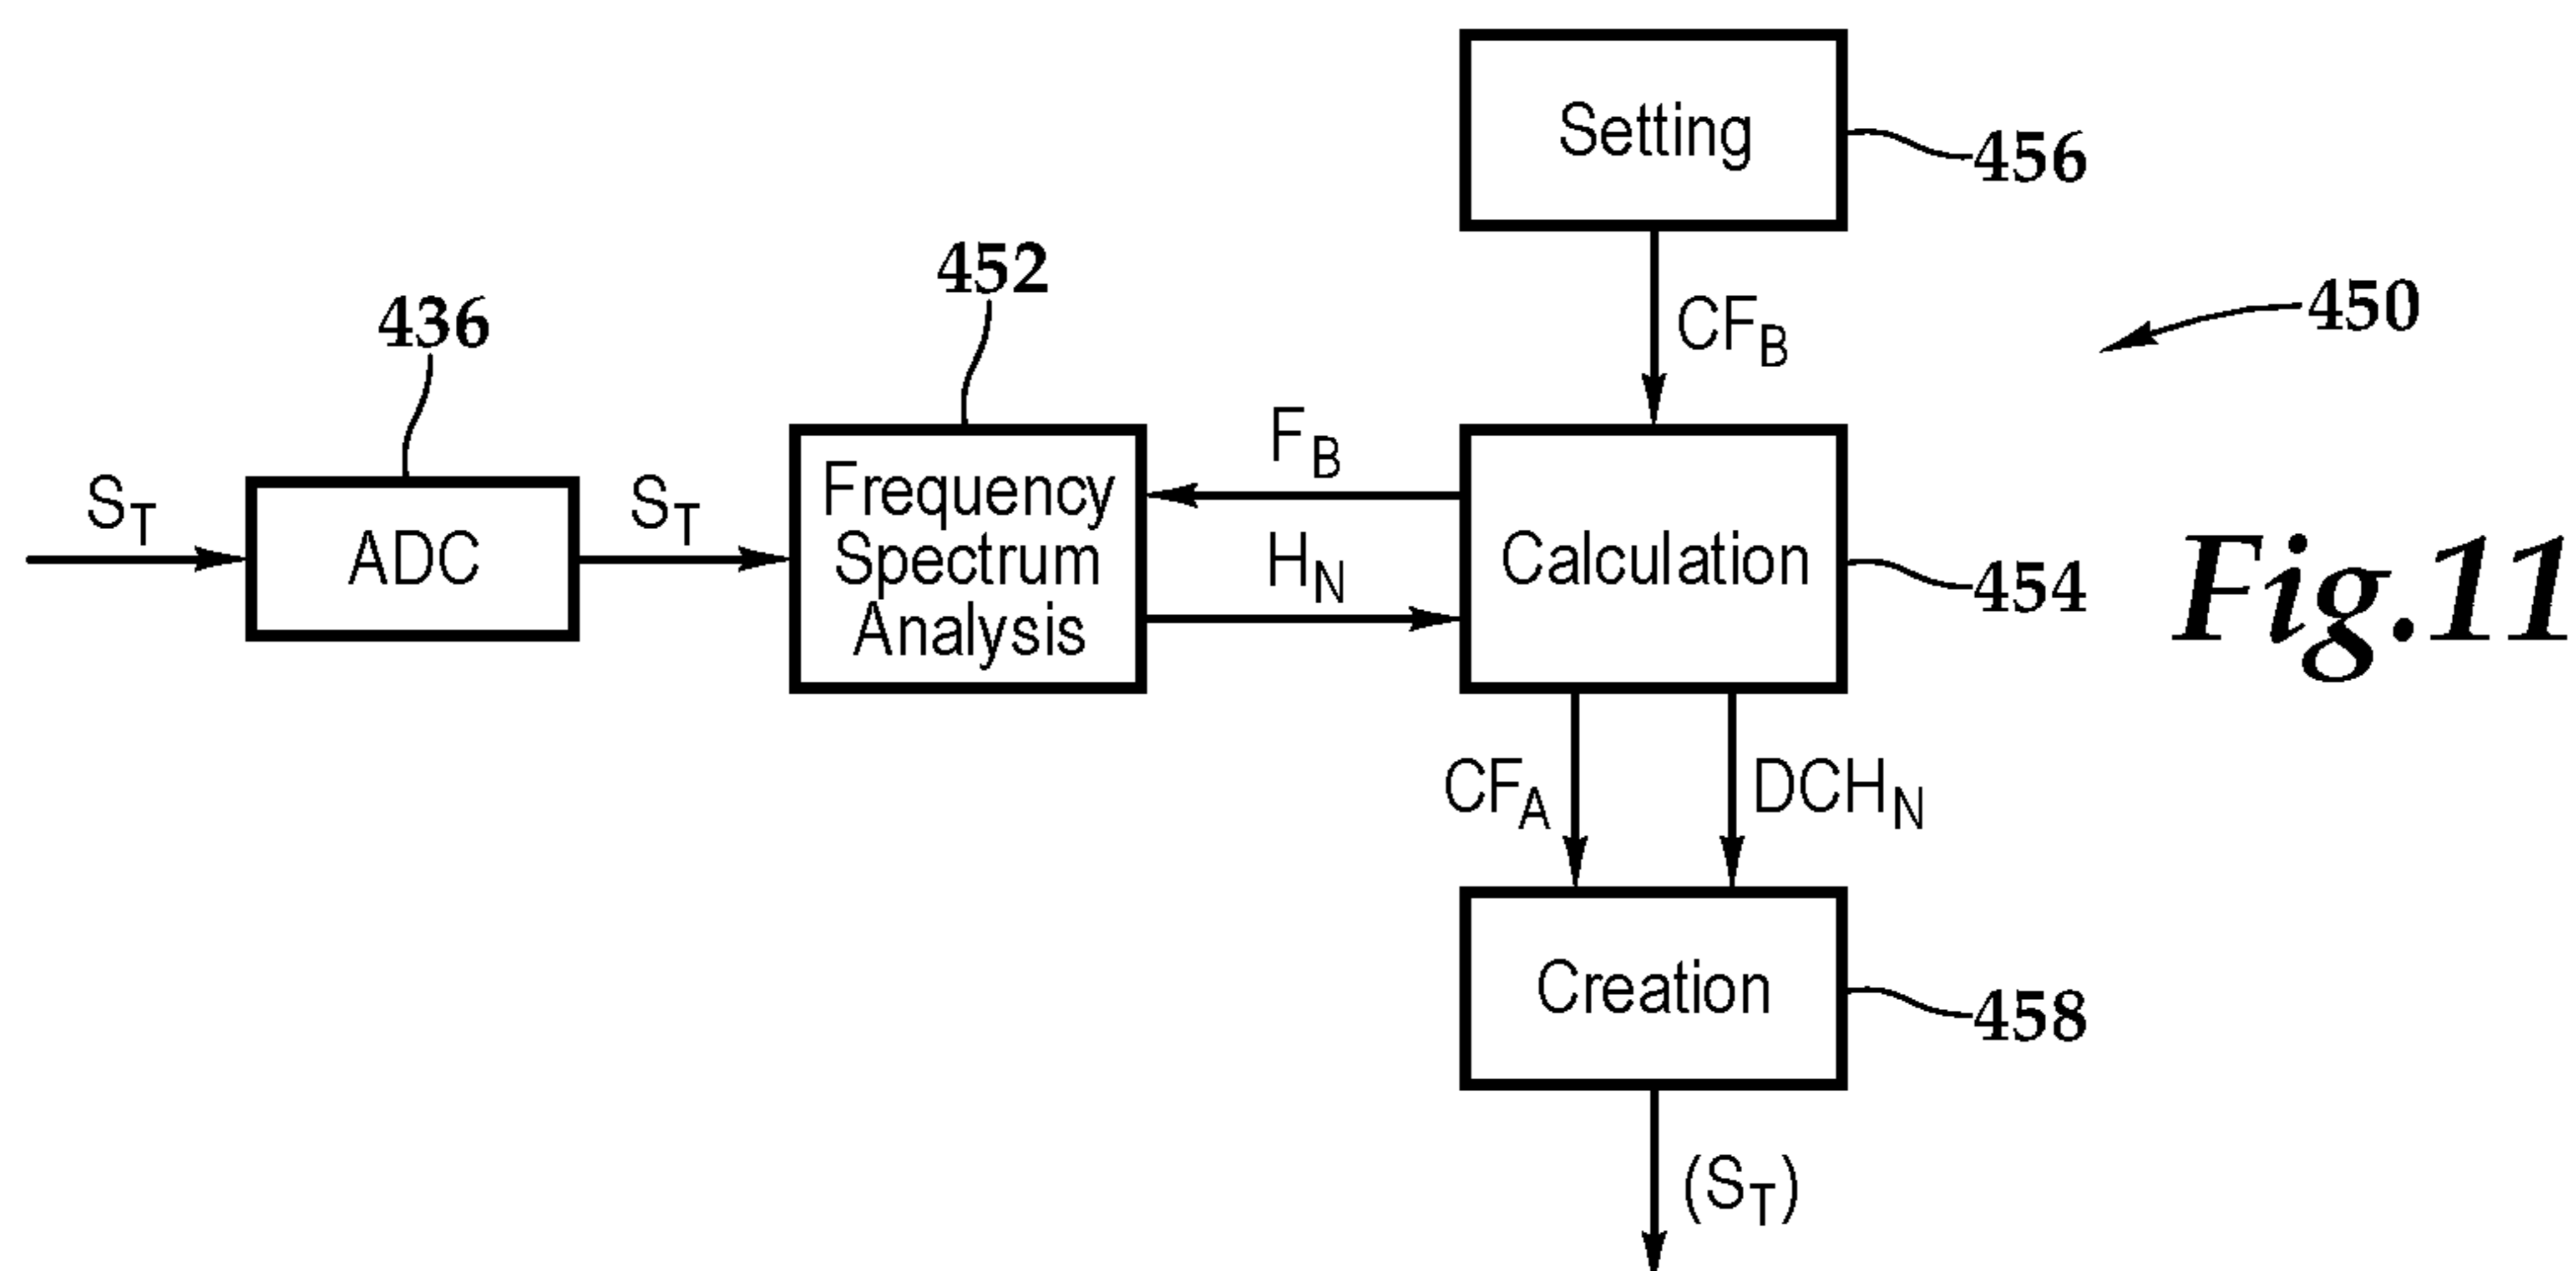 Setting
456
CF_B
450
436
452
S_T
ADC
S_T
Frequency
Spectrum
Analysis
F_B
H_N
Calculation
454
Fig.11
CF_A
DCH_N
Creation
458
(S_T)